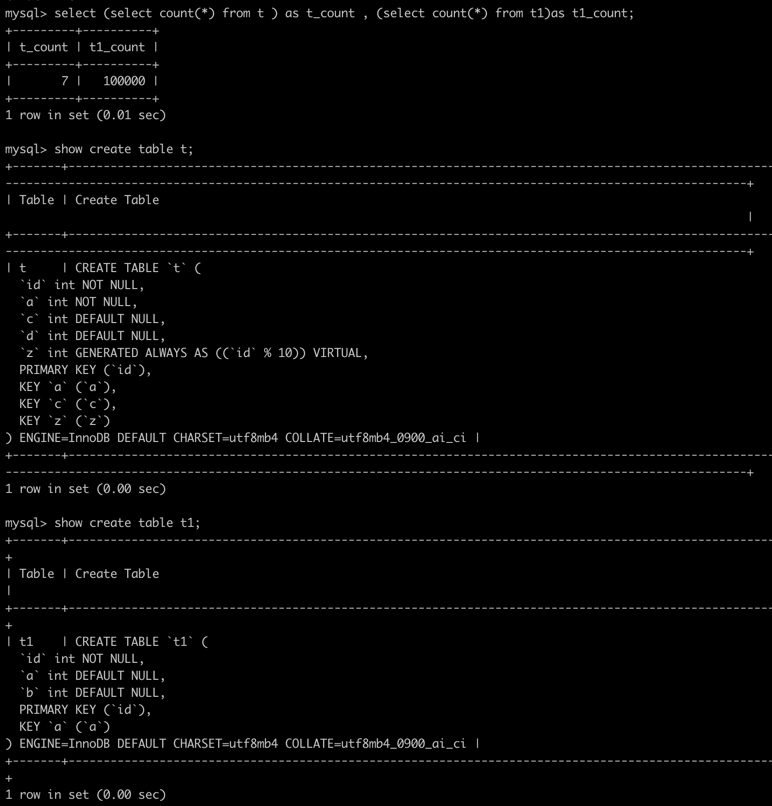 mysql> select (select count(*) from t ) as t_count , (select count(*) from t1)as t1_count;
+---------+----------+
| t_count | t1_count |
+---------+----------+
|       7 |   100000 |
+---------+----------+
1 row in set (0.01 sec)

mysql> show create table t;
+-------+----------------------------------------------------------------------------------------------------
----------------------------------------------------------------------------------------------------------+
| Table | Create Table
                                                                                                          |
+-------+----------------------------------------------------------------------------------------------------
----------------------------------------------------------------------------------------------------------+
| t     | CREATE TABLE `t` (
  `id` int NOT NULL,
  `a` int NOT NULL,
  `c` int DEFAULT NULL,
  `d` int DEFAULT NULL,
  `z` int GENERATED ALWAYS AS ((`id` % 10)) VIRTUAL,
  PRIMARY KEY (`id`),
  KEY `a` (`a`),
  KEY `c` (`c`),
  KEY `z` (`z`)
) ENGINE=InnoDB DEFAULT CHARSET=utf8mb4 COLLATE=utf8mb4_0900_ai_ci |
+-------+----------------------------------------------------------------------------------------------------
----------------------------------------------------------------------------------------------------------+
1 row in set (0.00 sec)

mysql> show create table t1;
+-------+----------------------------------------------------------------------------------------------------
+
| Table | Create Table
|
+-------+----------------------------------------------------------------------------------------------------
+
| t1    | CREATE TABLE `t1` (
  `id` int NOT NULL,
  `a` int DEFAULT NULL,
  `b` int DEFAULT NULL,
  PRIMARY KEY (`id`),
  KEY `a` (`a`)
) ENGINE=InnoDB DEFAULT CHARSET=utf8mb4 COLLATE=utf8mb4_0900_ai_ci |
+-------+----------------------------------------------------------------------------------------------------
+
1 row in set (0.00 sec)